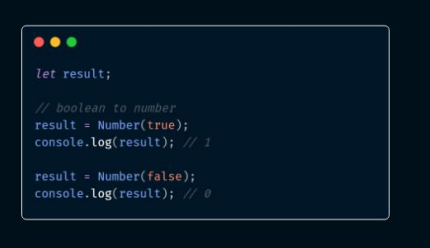 let result;
// boolean to number
result = Number(true);
console.log(result); // 1
result = Number(false);
console.log(result); // 0